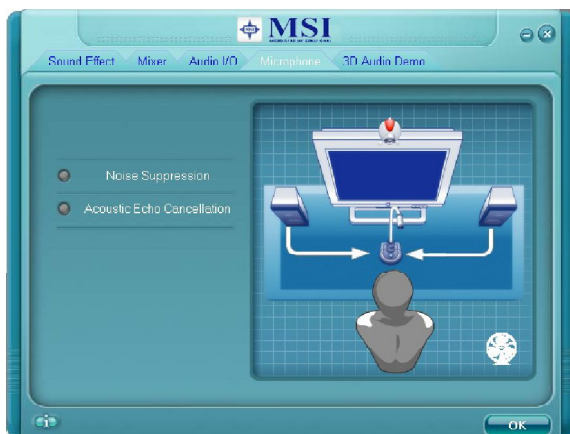 MSI
Sound Effect Mixer Audio I/O Microphone 3D Audio Demo
Noise Suppression
Acoustic Echo Cancellation
i
OK